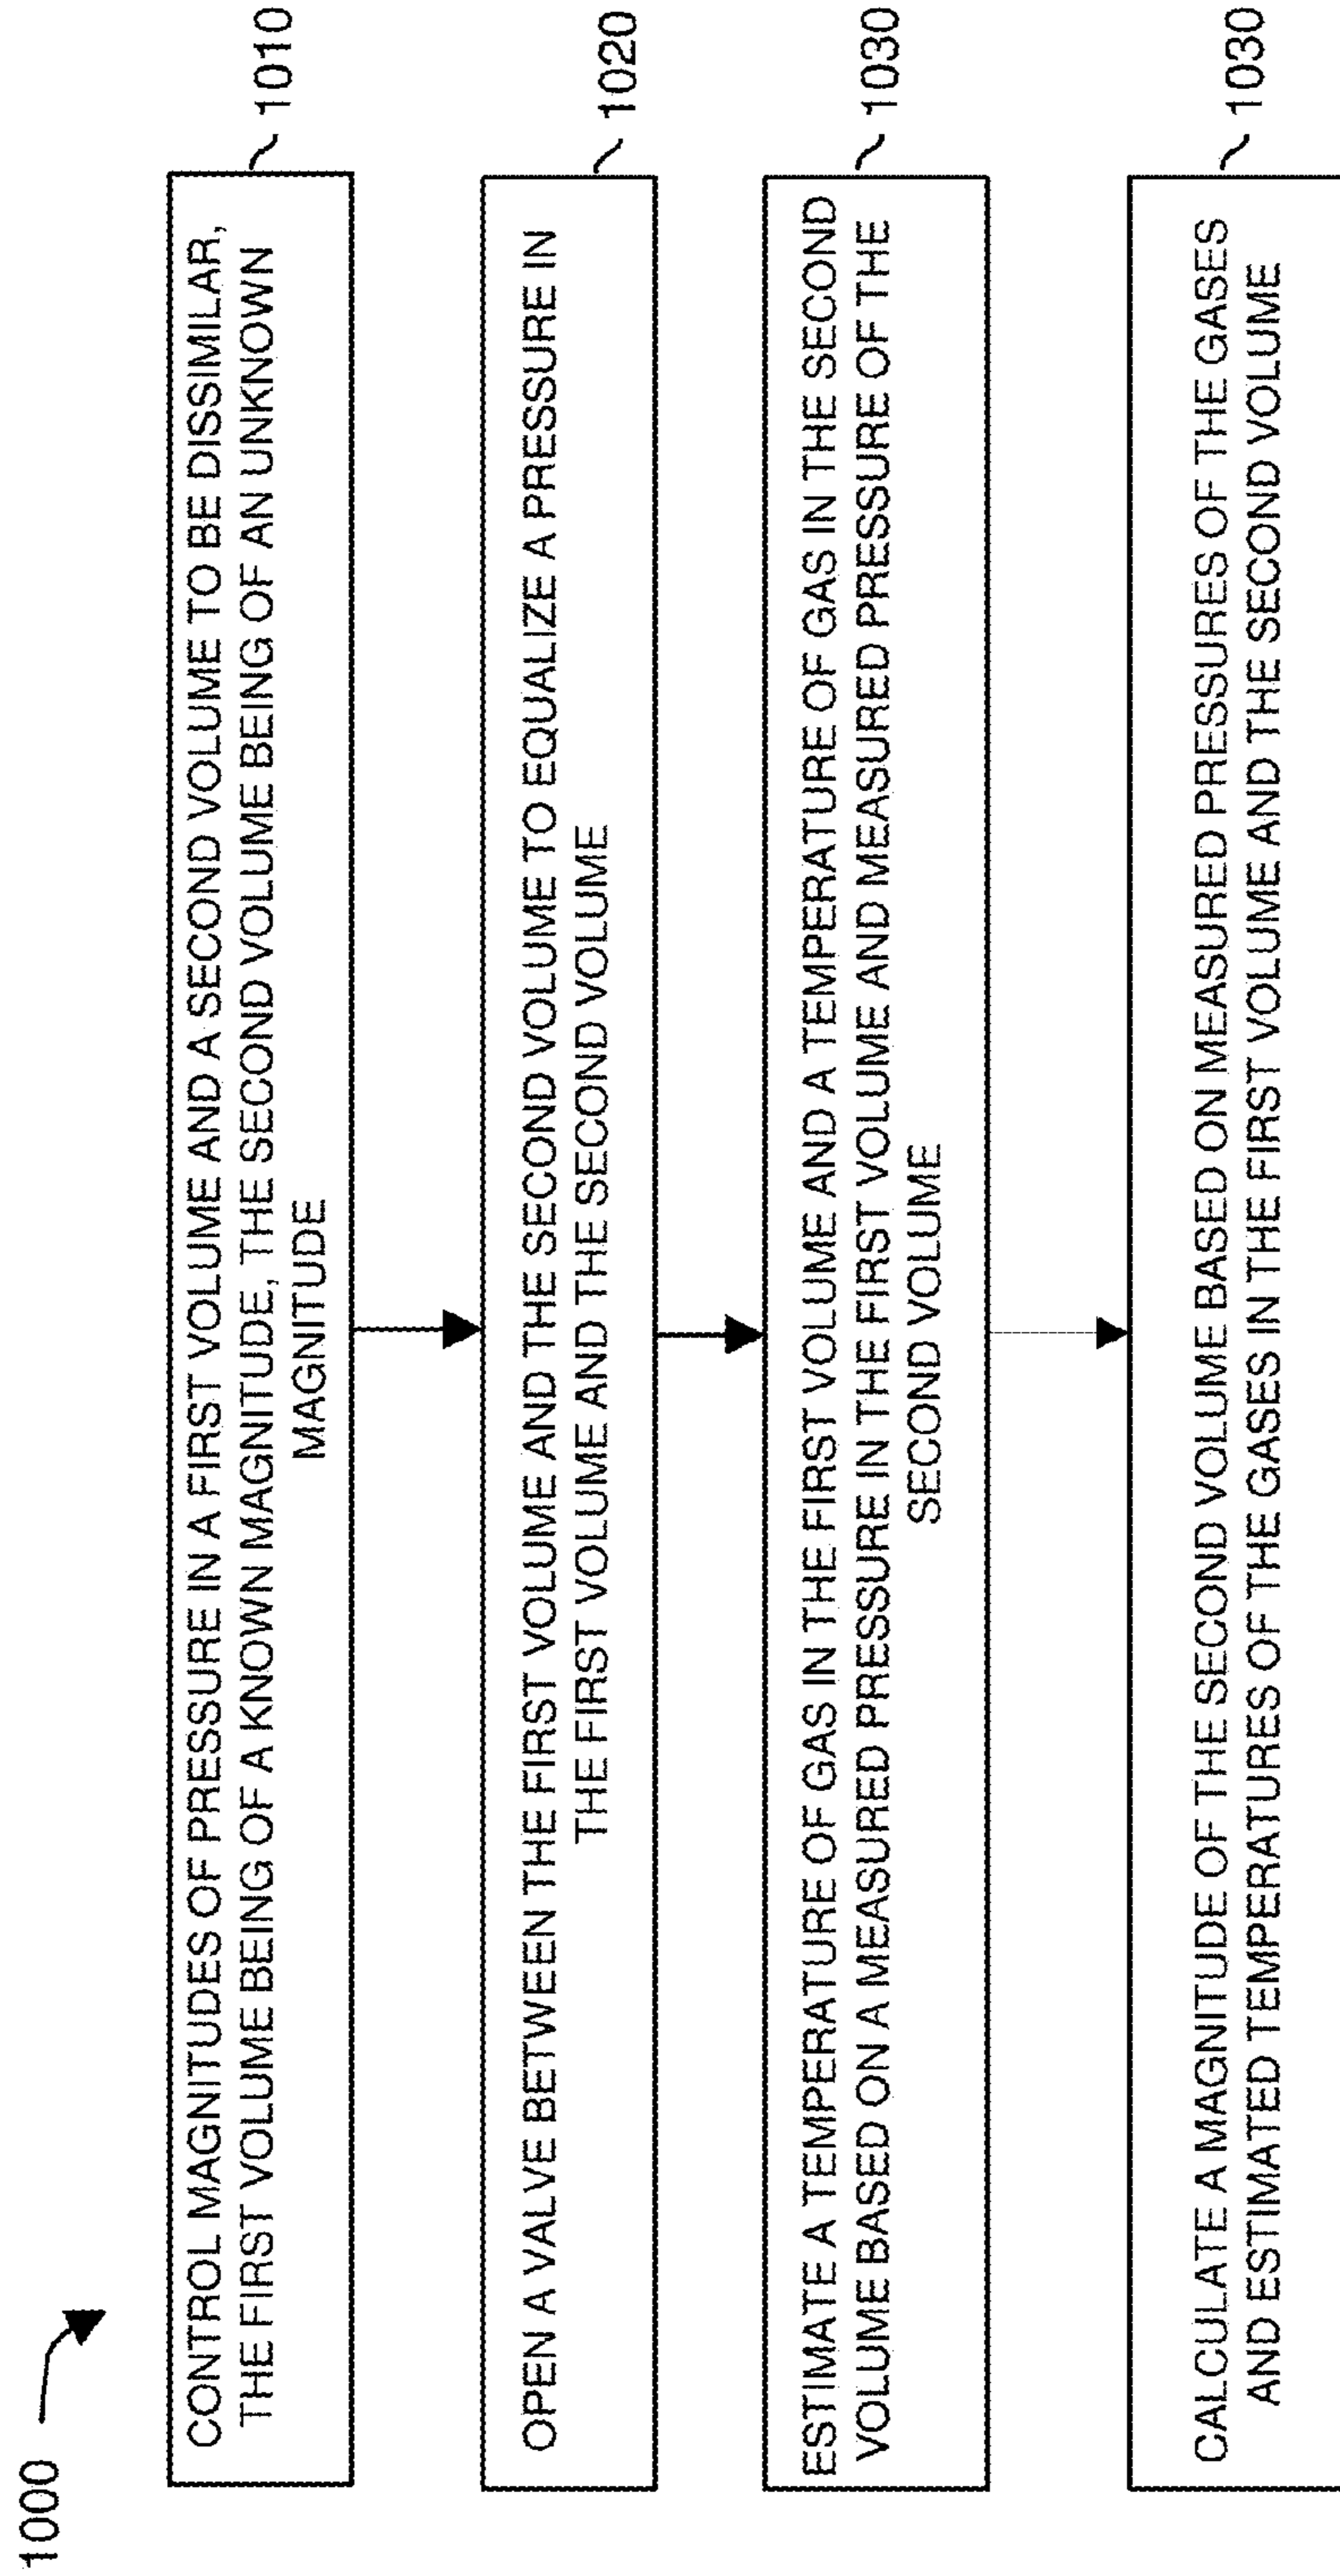 1000
CONTROL MAGNITUDES OF PRESSURE IN A FIRST VOLUME AND A SECOND VOLUME TO BE DISSIMILAR,
THE FIRST VOLUME BEING OF A KNOWN MAGNITUDE, THE SECOND VOLUME BEING OF AN UNKNOWN
MAGNITUDE
1010
OPEN A VALVE BETWEEN THE FIRST VOLUME AND THE SECOND VOLUME TO EQUALIZE A PRESSURE IN
THE FIRST VOLUME AND THE SECOND VOLUME
1020
ESTIMATE A TEMPERATURE OF GAS IN THE FIRST VOLUME AND A TEMPERATURE OF GAS IN THE SECOND
VOLUME BASED ON A MEASURED PRESSURE IN THE FIRST VOLUME AND MEASURED PRESSURE OF THE
SECOND VOLUME
1030
CALCULATE A MAGNITUDE OF THE SECOND VOLUME BASED ON MEASURED PRESSURES OF THE GASES
AND ESTIMATED TEMPERATURES OF THE GASES IN THE FIRST VOLUME AND THE SECOND VOLUME
1030